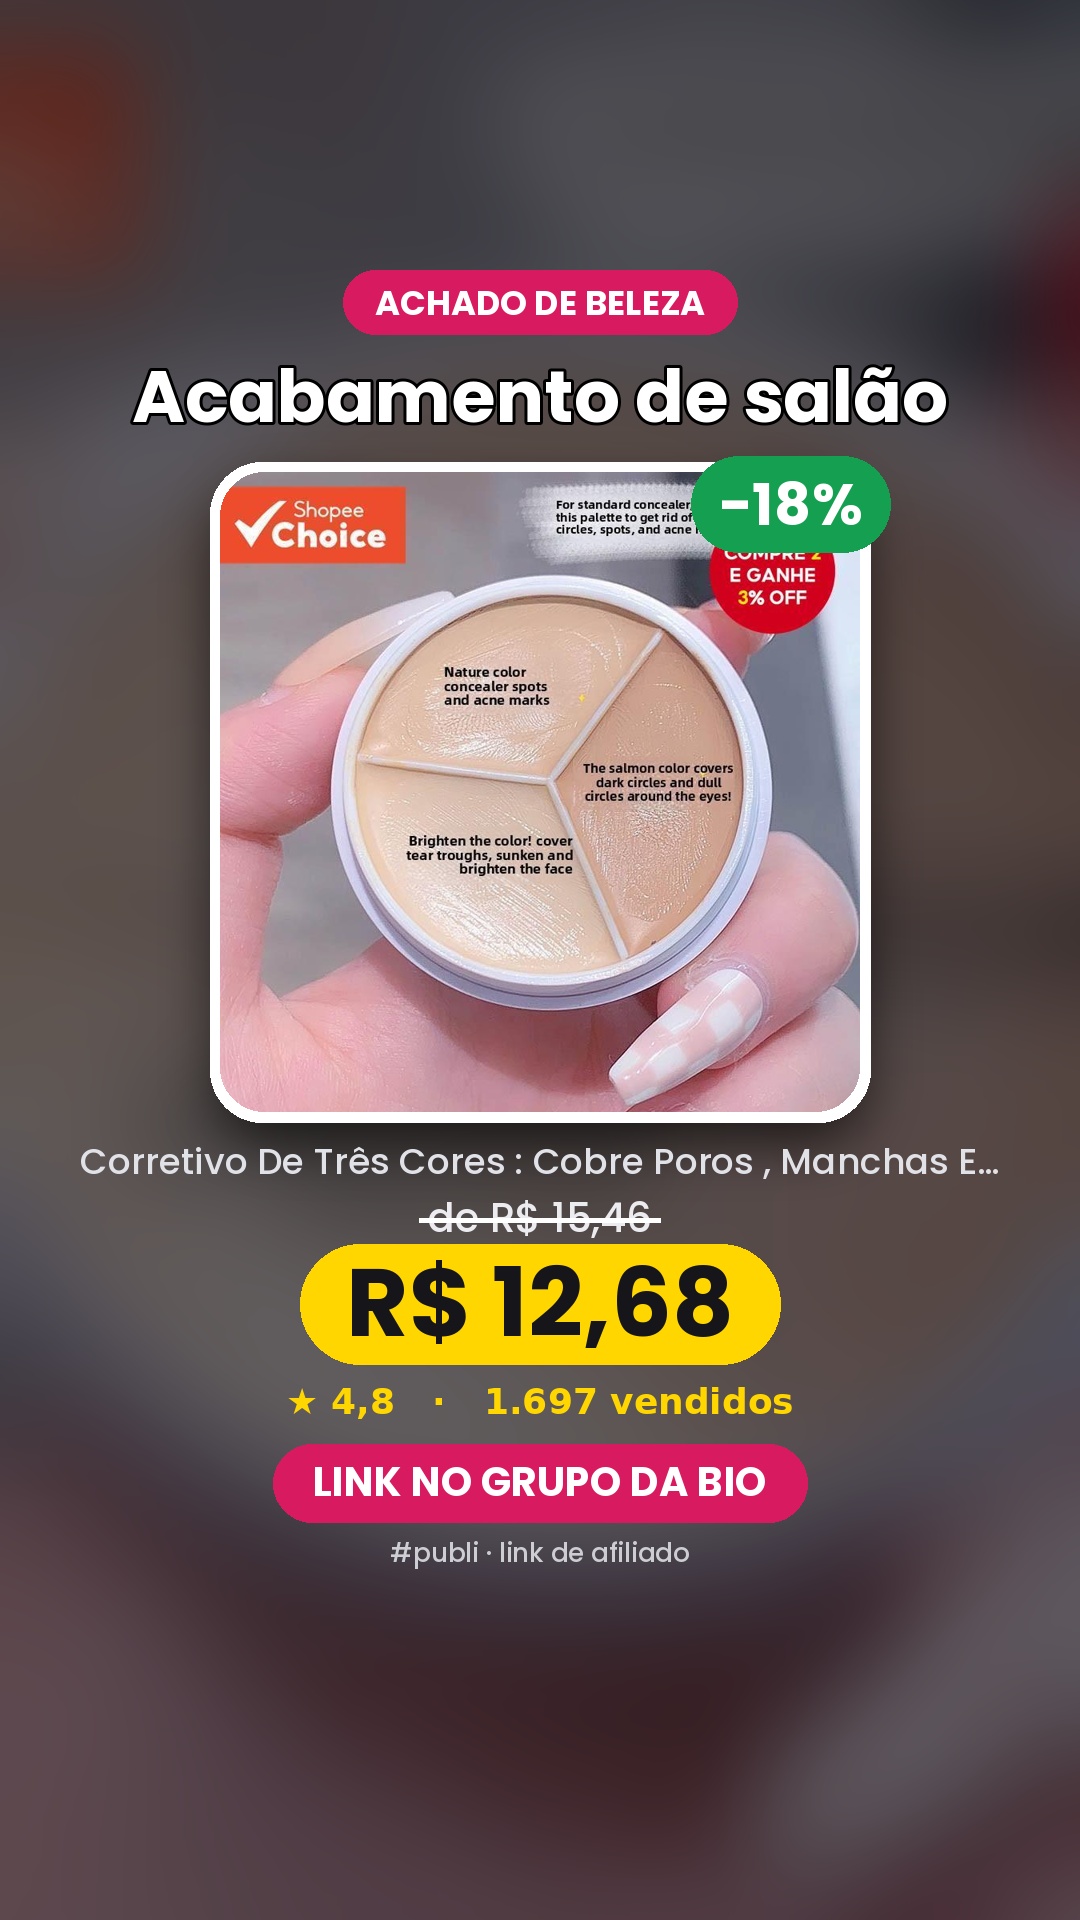 ACHADO DE BELEZA
Acabamento de salão
-18%
Shopee
Choice
For standard concealer,
this palette to get rid of
circles, spots, and acne
COMPRE 2
E GANHE
3% OFF
Nature color
concealer spots
and acne marks
The salmon color covers
dark circles and dull
circles around the eyes!
Brighten the color! cover
tear troughs, sunken and
brighten the face
Corretivo De Três Cores : Cobre Poros , Manchas E...
de R$ 15,46
R$ 12,68
★ 4,8 · 1.697 vendidos
LINK NO GRUPO DA BIO
#publi · link de afiliado